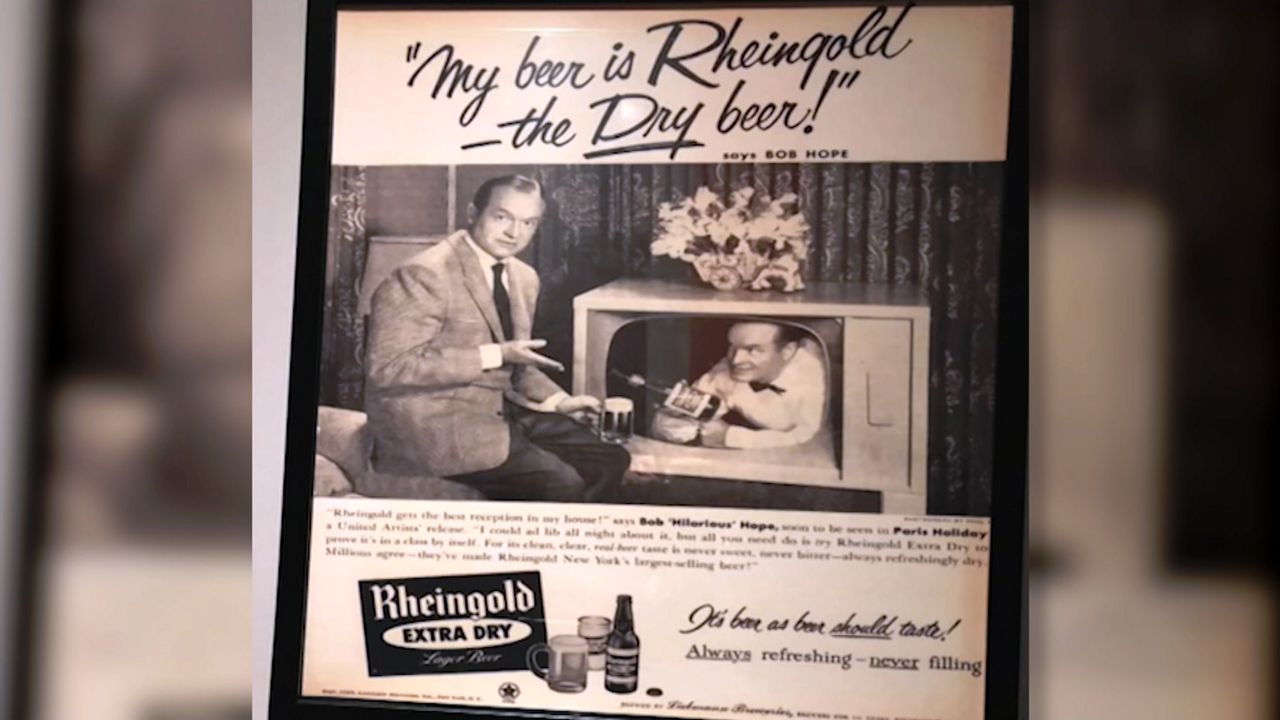 "My beer is Rheingold
—the Dry beer!"
says BOB HOPE
"Rheingold gets the best reception in my house!" says Bob 'Hilarious' Hope, soon to be seen in Paris Holiday
a United Artists' release. "I could ad lib all night about it, but all you need do is try Rheingold Extra Dry to
prove it's in a class by itself. For its clean, clear, real beer taste is never sweet, never bitter—always refreshingly dry.
Millions agree—they've made Rheingold New York's largest-selling beer!"
Rheingold
EXTRA DRY
Lager Beer
It's beer as beer should taste!
Always refreshing – never filling
BREWED BY Liebmann Breweries,